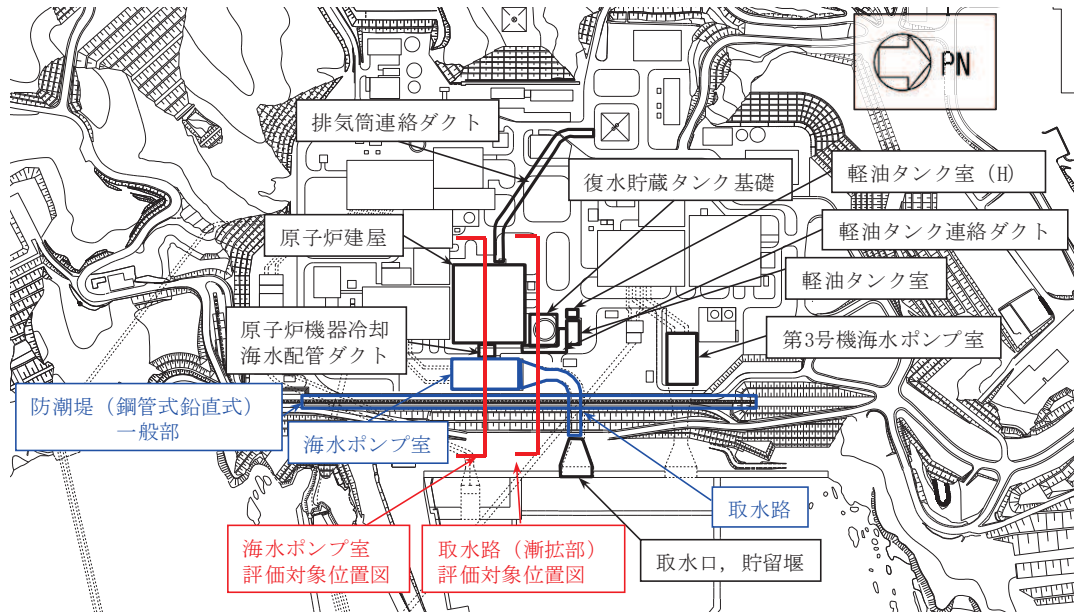 PN
排気筒連絡ダクト
復水貯蔵タンク基礎
軽油タンク室 (H)
原子炉建屋
軽油タンク連絡ダクト
軽油タンク室
原子炉機器冷却
海水配管ダクト
第3号機海水ポンプ室
防潮堤（鋼管式鉛直式）
一般部
海水ポンプ室
取水路
海水ポンプ室
評価対象位置図
取水路（漸拡部）
評価対象位置図
取水口，貯留堰